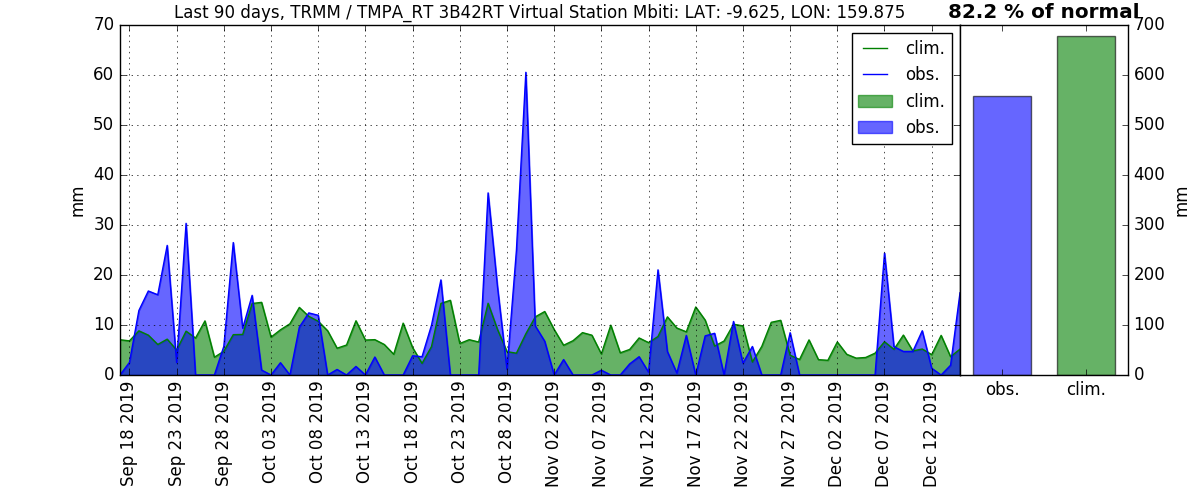 Last 90 days, TRMM / TMPA_RT 3B42RT Virtual Station Mbiti: LAT: -9.625, LON: 159.875
82.2 % of normal
70
60
50
40
30
20
10
0
mm
clim.
obs.
clim.
obs.
700
600
500
400
300
200
100
0
mm
Sep 18 2019
Sep 23 2019
Sep 28 2019
Oct 03 2019
Oct 08 2019
Oct 13 2019
Oct 18 2019
Oct 23 2019
Oct 28 2019
Nov 02 2019
Nov 07 2019
Nov 12 2019
Nov 17 2019
Nov 22 2019
Nov 27 2019
Dec 02 2019
Dec 07 2019
Dec 12 2019
obs.
clim.